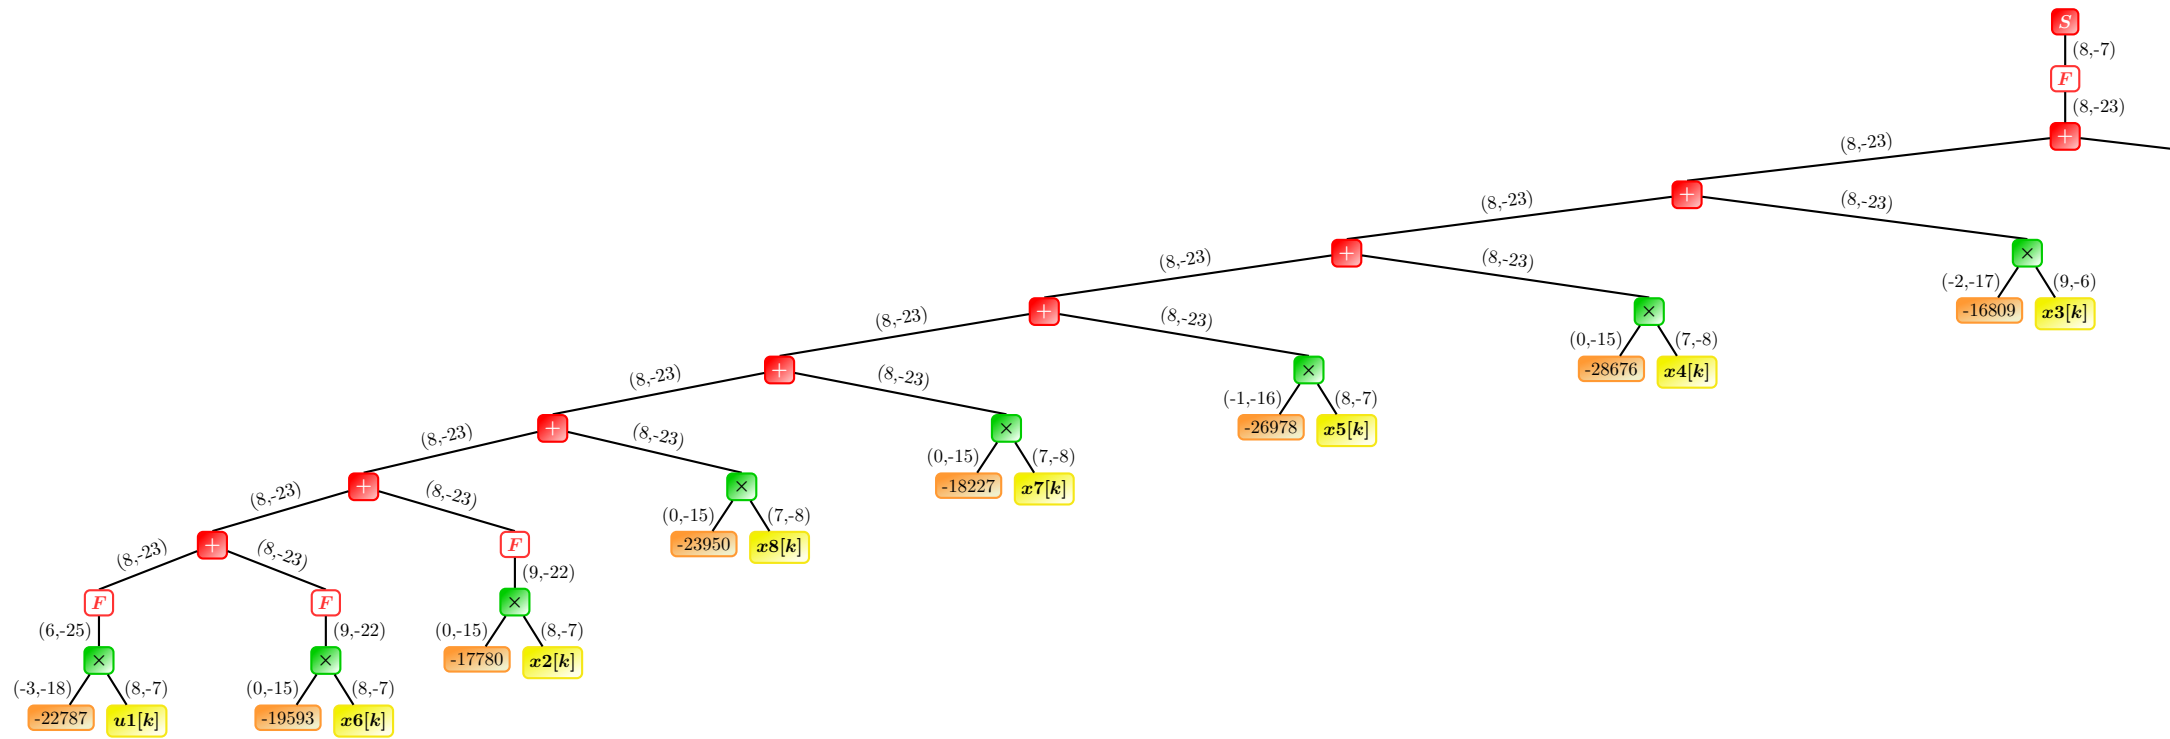 S
(8,-7)
F
(8,-23)
+
(8,-23)
+
(8,-23) (8,-23)
+ ×
(8,-23) (8,-23) (-2,-17) (9,-6)
+ × -16809 x3[k]
(8,-23) (8,-23) (0,-15) (7,-8)
+ × -28676 x4[k]
(8,-23) (8,-23) (-1,-16) (8,-7)
+ × -26978 x5[k]
(8,-23) (8,-23) (0,-15) (7,-8)
+ × -18227 x7[k]
(8,-23) (8,-23) (0,-15) (7,-8)
+ F × -23950 x8[k]
(8,-23) (8,-23) (9,-22)
F F ×
(6,-25) (9,-22) (0,-15) (8,-7)
× × -17780 x2[k]
(-3,-18) (8,-7) (0,-15) (8,-7)
-22787 u1[k] -19593 x6[k]